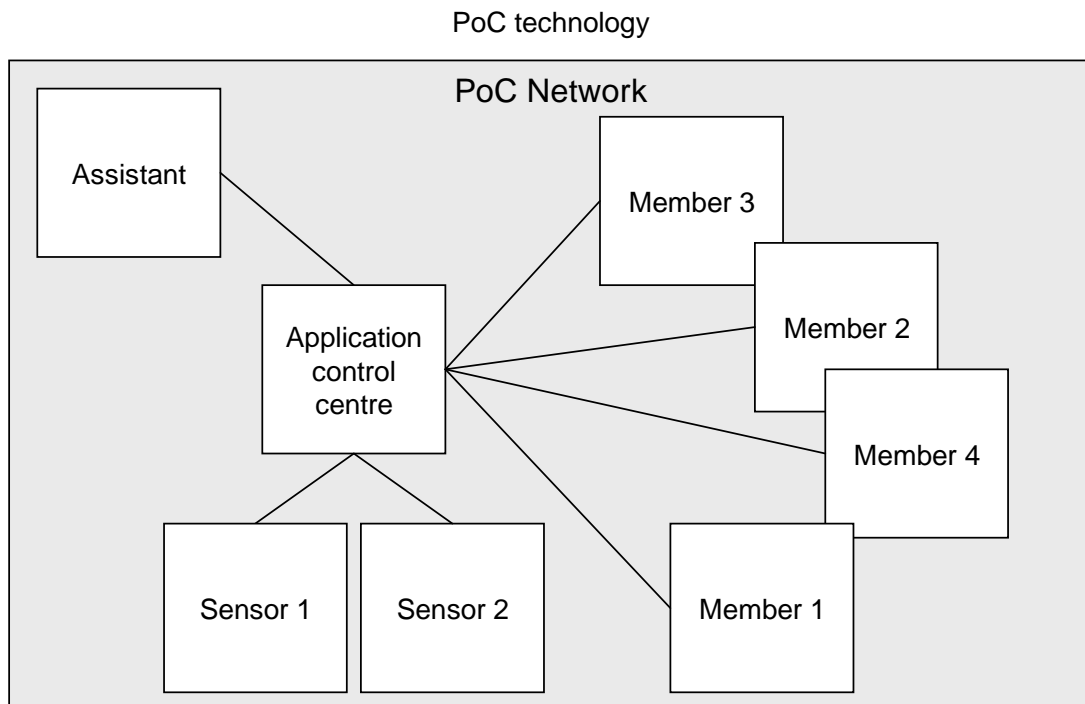 PoC technology
PoC Network
Assistant
Member 3
Application
control
centre
Member 2
Member 4
Sensor 1
Sensor 2
Member 1